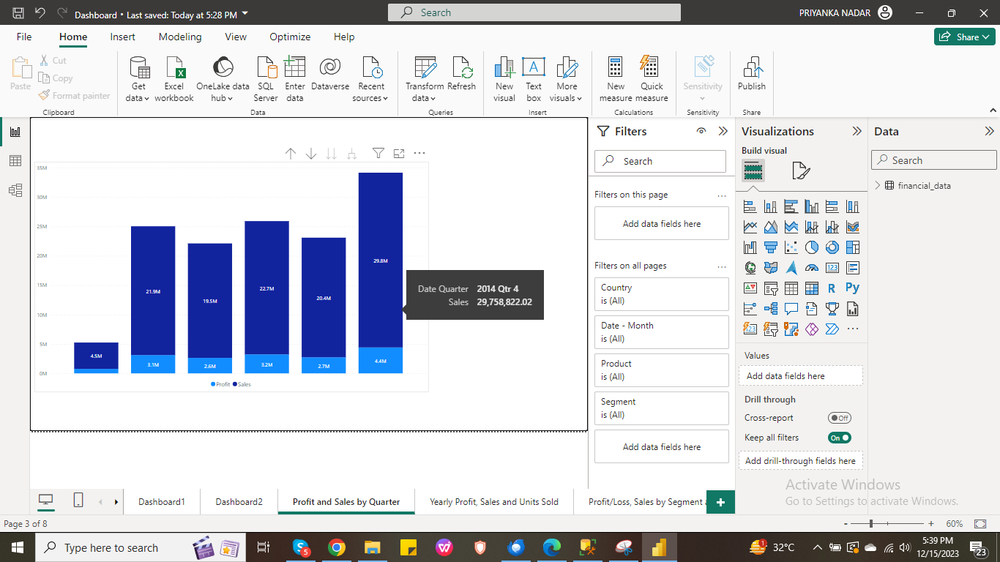 Dashboard • Last saved: Today at 5:28 PM
Search
PRIYANKA NADAR
File Home Insert Modeling View Optimize Help
Share
Paste
Cut
Copy
Format painter
Clipboard
Get data
Excel workbook
OneLake data hub
SQL Server
Enter data
Dataverse
Recent sources
Data
Transform data
Refresh
Queries
New visual
Text box
More visuals
Insert
New measure
Quick measure
Calculations
Sensitivity
Sensitivity
Publish
Share
35M
30M
25M
20M
15M
10M
5M
0M
4.5M
21.9M
3.1M
19.5M
2.6M
22.7M
3.2M
20.4M
2.7M
29.8M
4.4M
Profit Sales
Date Quarter 2014 Qtr 4
Sales 29,758,822.02
Filters
Search
Filters on this page
Add data fields here
Filters on all pages
Country
is (All)
Date - Month
is (All)
Product
is (All)
Segment
is (All)
Add data fields here
Visualizations
Build visual
123
R
Py
123
Values
Add data fields here
Drill through
Cross-report Off
Keep all filters On
Add drill-through fields here
Data
Search
financial_data
Activate Windows
Go to Settings to activate Windows.
Dashboard1
Dashboard2
Profit and Sales by Quarter
Yearly Profit, Sales and Units Sold
Profit/Loss, Sales by Segment
Page 3 of 8
- + 60%
Type here to search
5
1
32°C
5:39 PM
12/15/2023
23